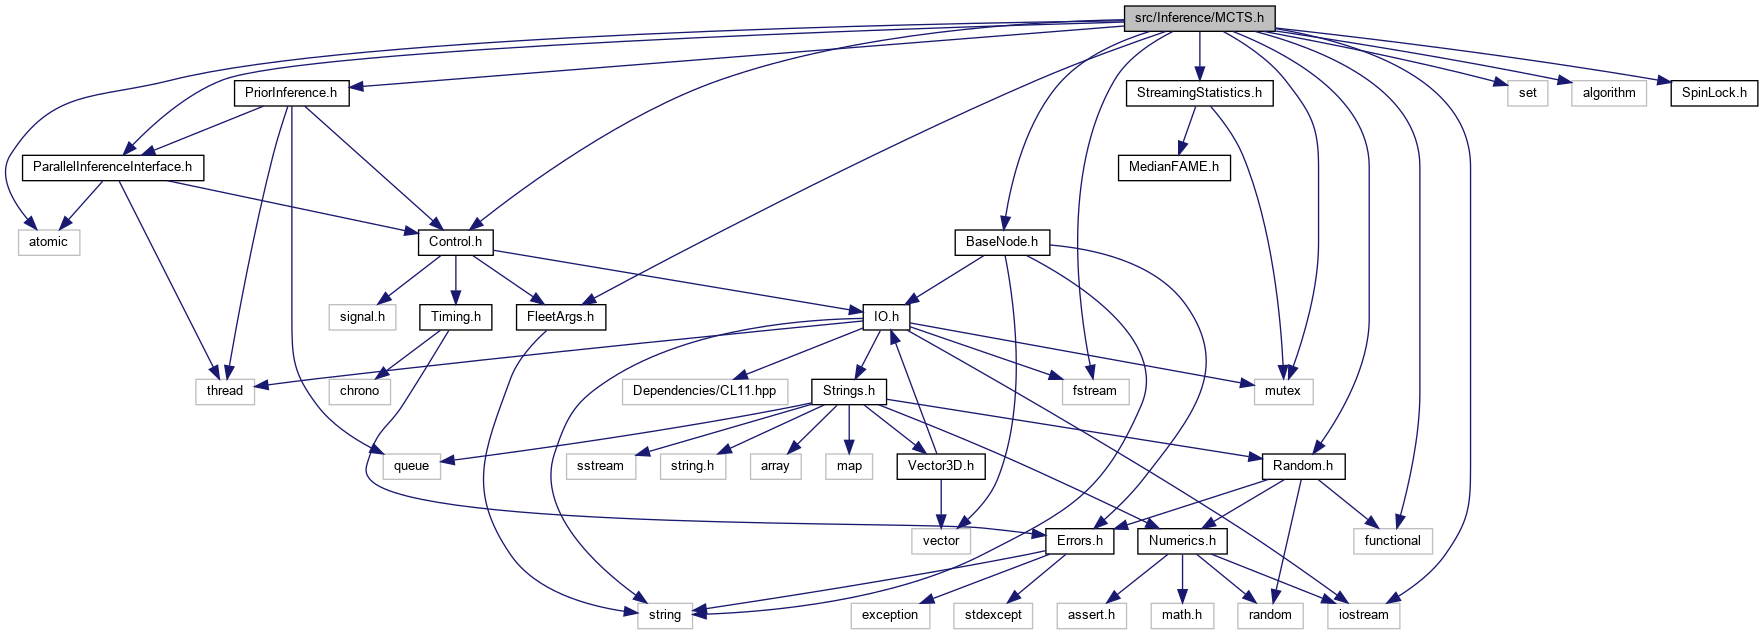 src/Inference/MCTS.h
PriorInference.h
StreamingStatistics.h
set
algorithm
SpinLock.h
ParallelInferenceInterface.h
MedianFAME.h
atomic
Control.h
BaseNode.h
signal.h
Timing.h
FleetArgs.h
IO.h
thread
chrono
Dependencies/CL11.hpp
Strings.h
fstream
mutex
queue
sstream
string.h
array
map
Vector3D.h
Random.h
vector
Errors.h
Numerics.h
functional
string
exception
stdexcept
assert.h
math.h
random
iostream